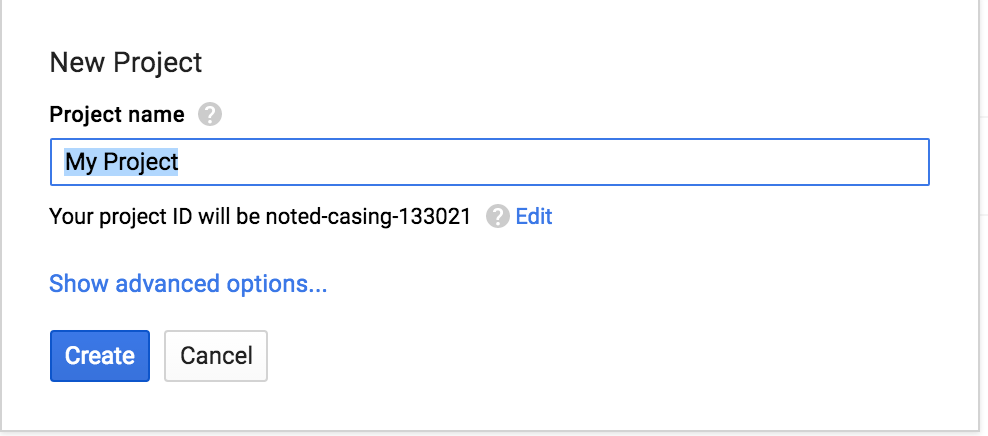 New Project
Project name ?
My Project
Your project ID will be noted-casing-133021 ? Edit
Show advanced options...
Create Cancel